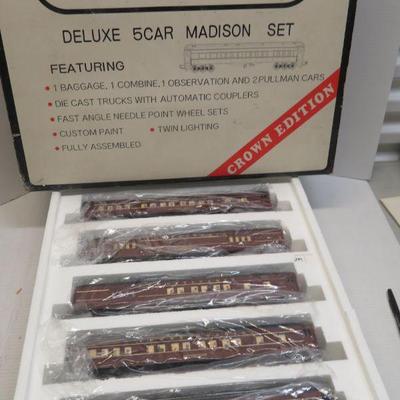 DELUXE 5CAR MADISON SET
FEATURING
• 1 BAGGAGE, 1 COMBINE, 1 OBSERVATION AND 2 PULLMAN CARS
• DIE CAST TRUCKS WITH AUTOMATIC COUPLERS
• FAST ANGLE NEEDLE POINT WHEEL SETS
• CUSTOM PAINT • TWIN LIGHTING
• FULLY ASSEMBLED
CROWN EDITION